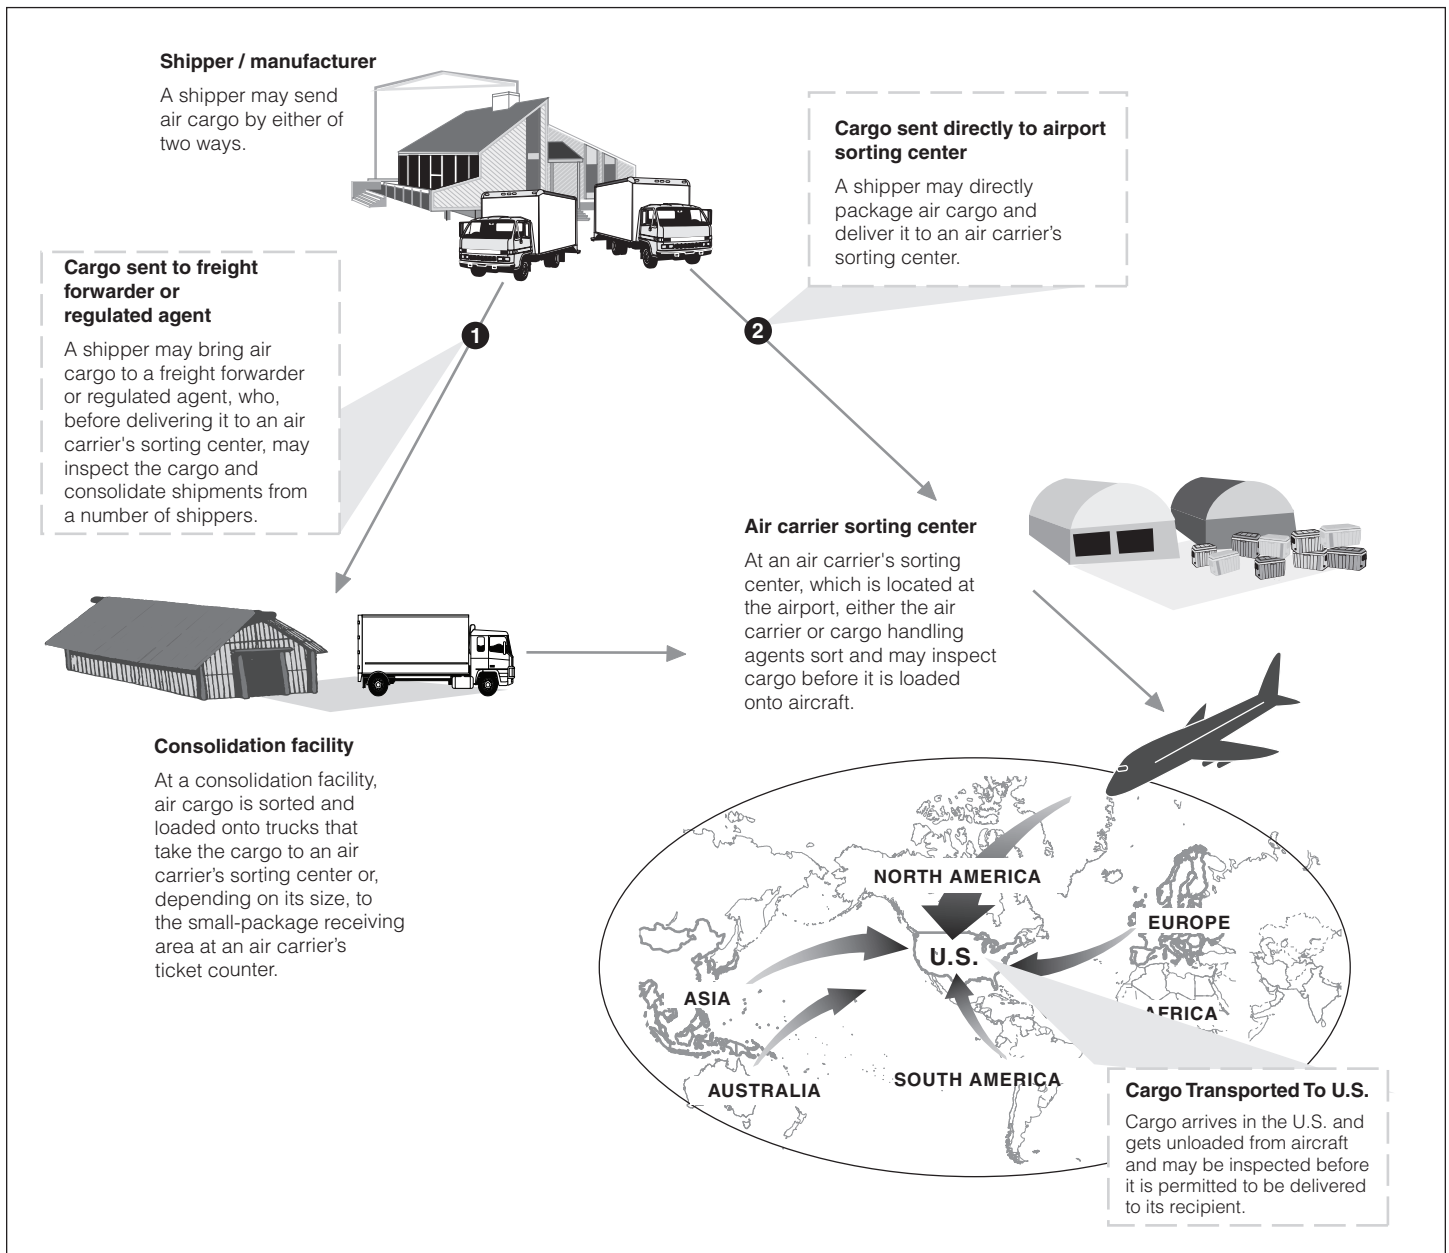 Shipper / manufacturer
A shipper may send
air cargo by either of
two ways.
Cargo sent directly to airport
sorting center
A shipper may directly
package air cargo and
deliver it to an air carrier’s
sorting center.
Cargo sent to freight
forwarder or
regulated agent
A shipper may bring air
cargo to a freight forwarder
or regulated agent, who,
before delivering it to an air
carrier's sorting center, may
inspect the cargo and
consolidate shipments from
a number of shippers.
1
2
Air carrier sorting center
At an air carrier's sorting
center, which is located at
the airport, either the air
carrier or cargo handling
agents sort and may inspect
cargo before it is loaded
onto aircraft.
Consolidation facility
At a consolidation facility,
air cargo is sorted and
loaded onto trucks that
take the cargo to an air
carrier’s sorting center or,
depending on its size, to
the small-package receiving
area at an air carrier’s
ticket counter.
NORTH AMERICA
EUROPE
U.S.
ASIA
AFRICA
AUSTRALIA
SOUTH AMERICA
Cargo Transported To U.S.
Cargo arrives in the U.S. and
gets unloaded from aircraft
and may be inspected before
it is permitted to be delivered
to its recipient.